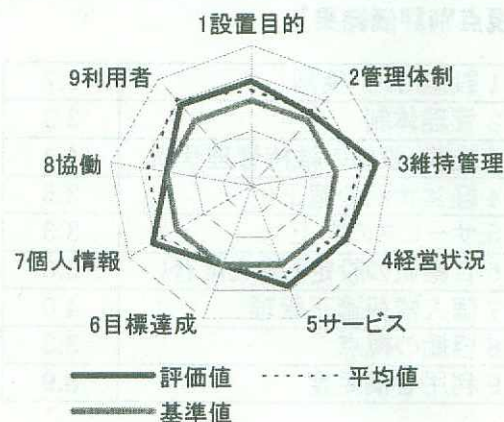 1設置目的
9利用者
2管理体制
8協働
3維持管理
7個人情報
4経営状況
6目標達成
5サービス
評価値
平均値
基準値